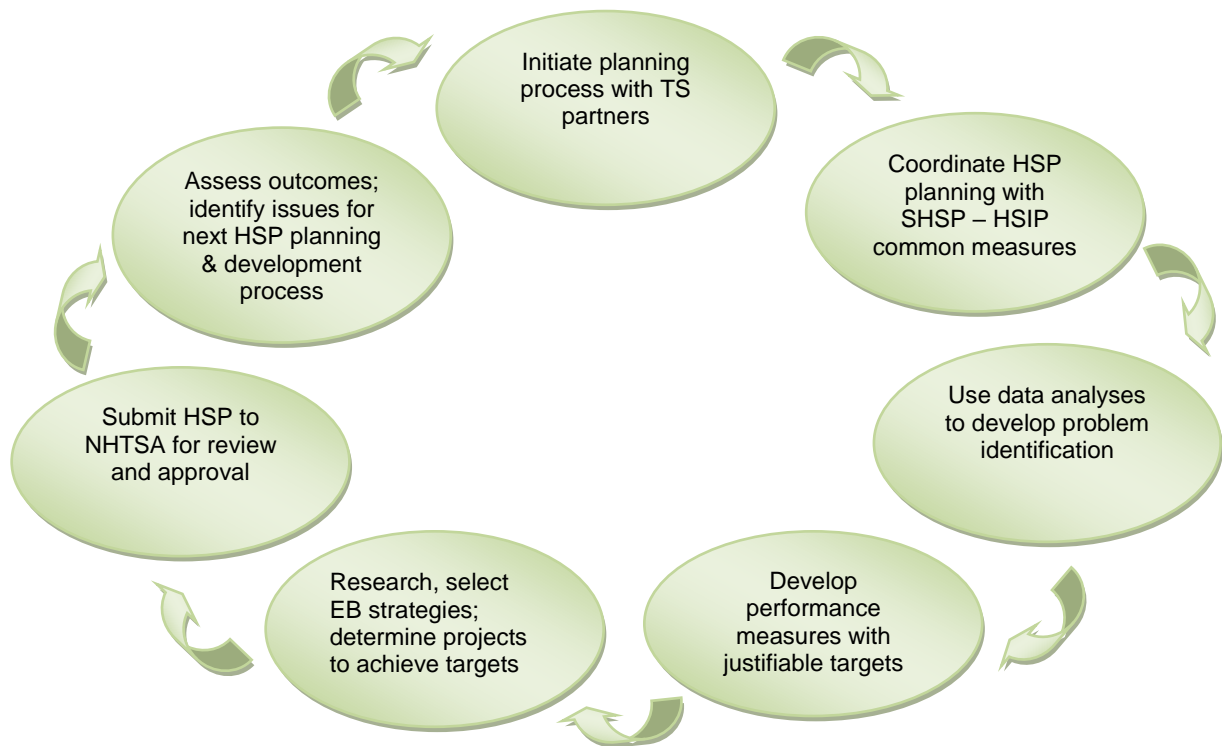 Initiate planning
process with TS
partners
Coordinate HSP
planning with
SHSP – HSIP
common measures
Use data analyses
to develop problem
identification
Develop
performance
measures with
justifiable targets
Research, select
EB strategies;
determine projects
to achieve targets
Submit HSP to
NHTSA for review
and approval
Assess outcomes;
identify issues for
next HSP planning
& development
process